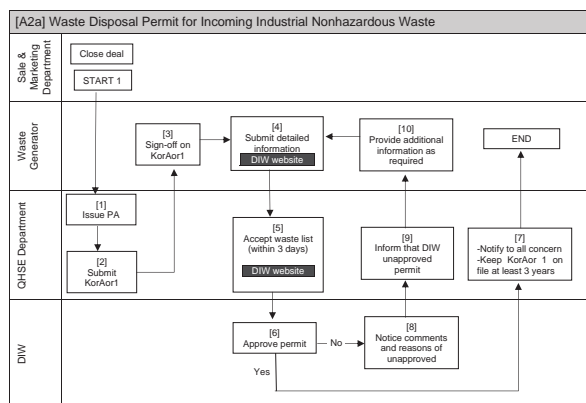 [A2a] Waste Disposal Permit for Incoming Industrial Nonhazardous Waste
Sale &
Marketing
Department
Close deal
START 1
Waste
Generator
[3]
Sign-off on
KorAor1
[4]
Submit detailed
information
DIW website
[10]
Provide additional
information as
required
END
QHSE Department
[1]
Issue PA
[2]
Submit
KorAor1
[5]
Accept waste list
(within 3 days)
DIW website
[9]
Inform that DIW
unapproved
permit
[7]
-Notify to all concern
-Keep KorAor 1 on
file at least 3 years
DIW
[6]
Approve permit
No
Yes
[8]
Notice comments
and reasons of
unapproved